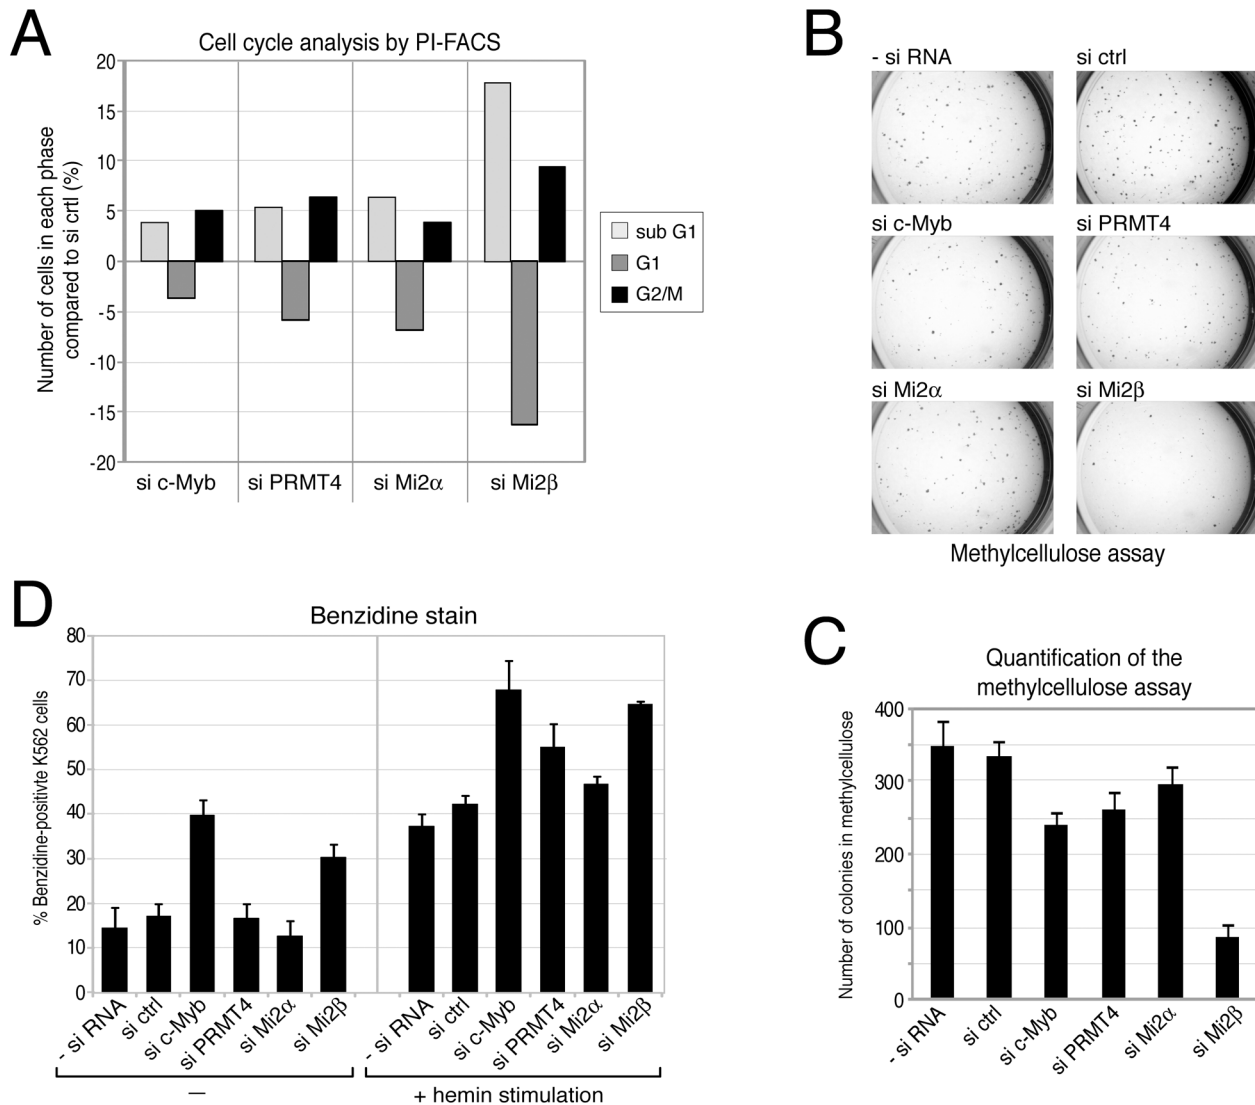 A
Cell cycle analysis by PI-FACS
Number of cells in each phase
compared to si crtl (%)
20
15
10
5
0
-5
-10
-15
-20
si c-Myb
si PRMT4
si Mi2α
si Mi2β
sub G1
G1
G2/M
B
- si RNA
si ctrl
si c-Myb
si PRMT4
si Mi2α
si Mi2β
Methylcellulose assay
D
Benzidine stain
% Benzidine-positivte K562 cells
80
70
60
50
40
30
20
10
0
- si RNA
si ctrl
si c-Myb
si PRMT4
si Mi2α
si Mi2β
- si RNA
si ctrl
si c-Myb
si PRMT4
si Mi2α
si Mi2β
—
+ hemin stimulation
C
Quantification of the
methylcellulose assay
Number of colonies in methylcellulose
400
300
200
100
0
- si RNA
si ctrl
si c-Myb
si PRMT4
si Mi2α
si Mi2β